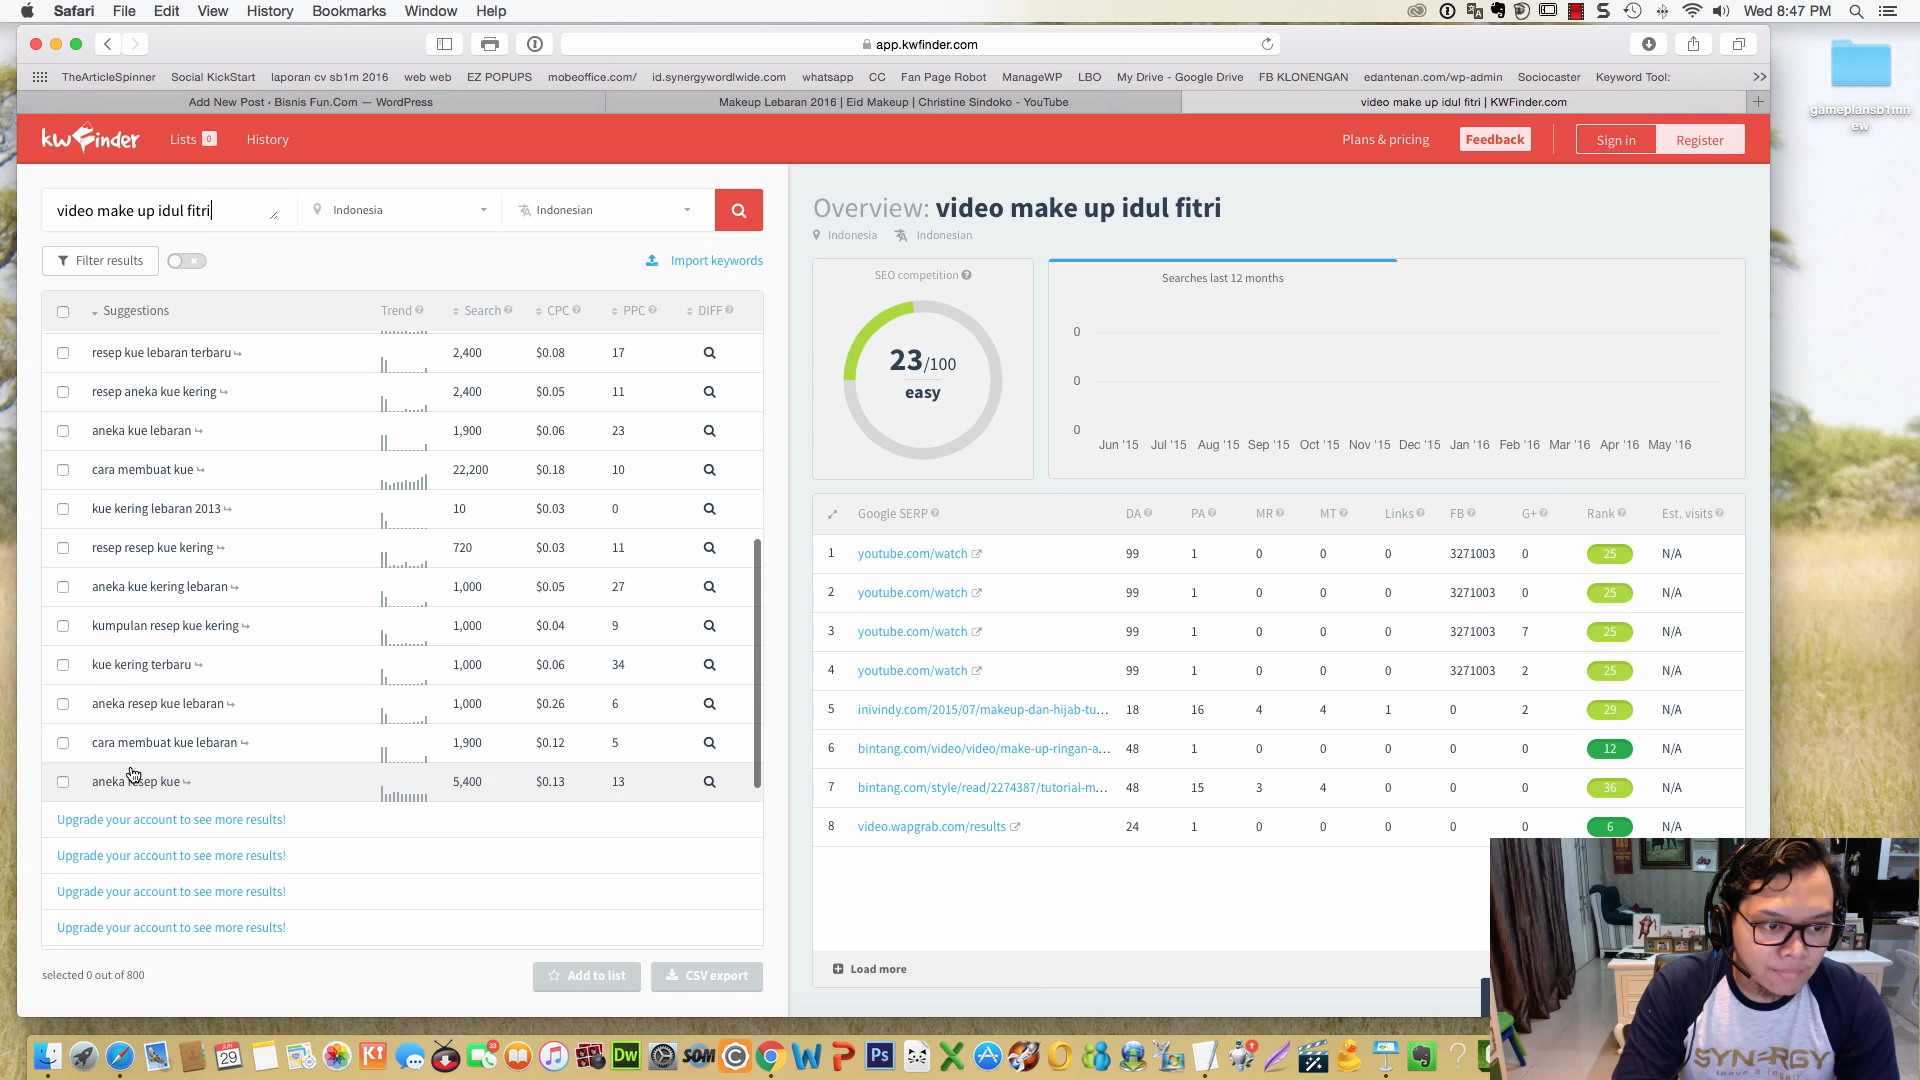 Safari File Edit View History Bookmarks Window Help Wed 8:47 PM
app.kwfinder.com
TheArticleSpinner Social KickStart laporan cv sb1m 2016 web web EZ POPUPS mobeoffice.com/ id.synergywordlwide.com whatsapp CC Fan Page Robot ManageWP LBO My Drive - Google Drive FB KLONENGAN edantenan.com/wp-admin Sociocaster Keyword Tool:
Add New Post ‹ Bisnis Fun.Com — WordPress Makeup Lebaran 2016 | Eid Makeup | Christine Sindoko - YouTube video make up idul fitri | KWFinder.com
gameplansb1mn
ew
kwfinder Lists 0 History Plans & pricing Feedback Sign in Register
video make up idul fitri Indonesia Indonesian
Filter results Import keywords
Suggestions Trend Search CPC PPC DIFF
resep kue lebaran terbaru 2,400 $0.08 17
resep aneka kue kering 2,400 $0.05 11
aneka kue lebaran 1,900 $0.06 23
cara membuat kue 22,200 $0.18 10
kue kering lebaran 2013 10 $0.03 0
resep resep kue kering 720 $0.03 11
aneka kue kering lebaran 1,000 $0.05 27
kumpulan resep kue kering 1,000 $0.04 9
kue kering terbaru 1,000 $0.06 34
aneka resep kue lebaran 1,000 $0.26 6
cara membuat kue lebaran 1,900 $0.12 5
aneka resep kue 5,400 $0.13 13
Upgrade your account to see more results!
Upgrade your account to see more results!
Upgrade your account to see more results!
Upgrade your account to see more results!
selected 0 out of 800 Add to list CSV export
Overview: video make up idul fitri
Indonesia Indonesian
SEO competition
23/100
easy
Searches last 12 months
0
0
0
Jun '15 Jul '15 Aug '15 Sep '15 Oct '15 Nov '15 Dec '15 Jan '16 Feb '16 Mar '16 Apr '16 May '16
Google SERP DA PA MR MT Links FB G+ Rank Est. visits
1 youtube.com/watch 99 1 0 0 0 3271003 0 25 N/A
2 youtube.com/watch 99 1 0 0 0 3271003 0 25 N/A
3 youtube.com/watch 99 1 0 0 0 3271003 7 25 N/A
4 youtube.com/watch 99 1 0 0 0 3271003 2 25 N/A
5 inivindy.com/2015/07/makeup-dan-hijab-tu... 18 16 4 4 1 0 2 29 N/A
6 bintang.com/video/video/make-up-ringan-a... 48 1 0 0 0 0 0 12 N/A
7 bintang.com/style/read/2274387/tutorial-m... 48 15 3 4 0 0 0 36 N/A
8 video.wapgrab.com/results 24 1 0 0 0 0 0 6 N/A
Load more
SYNERGY
leave a legacy
JUN
29
33
Dw
SOM
Ps
1